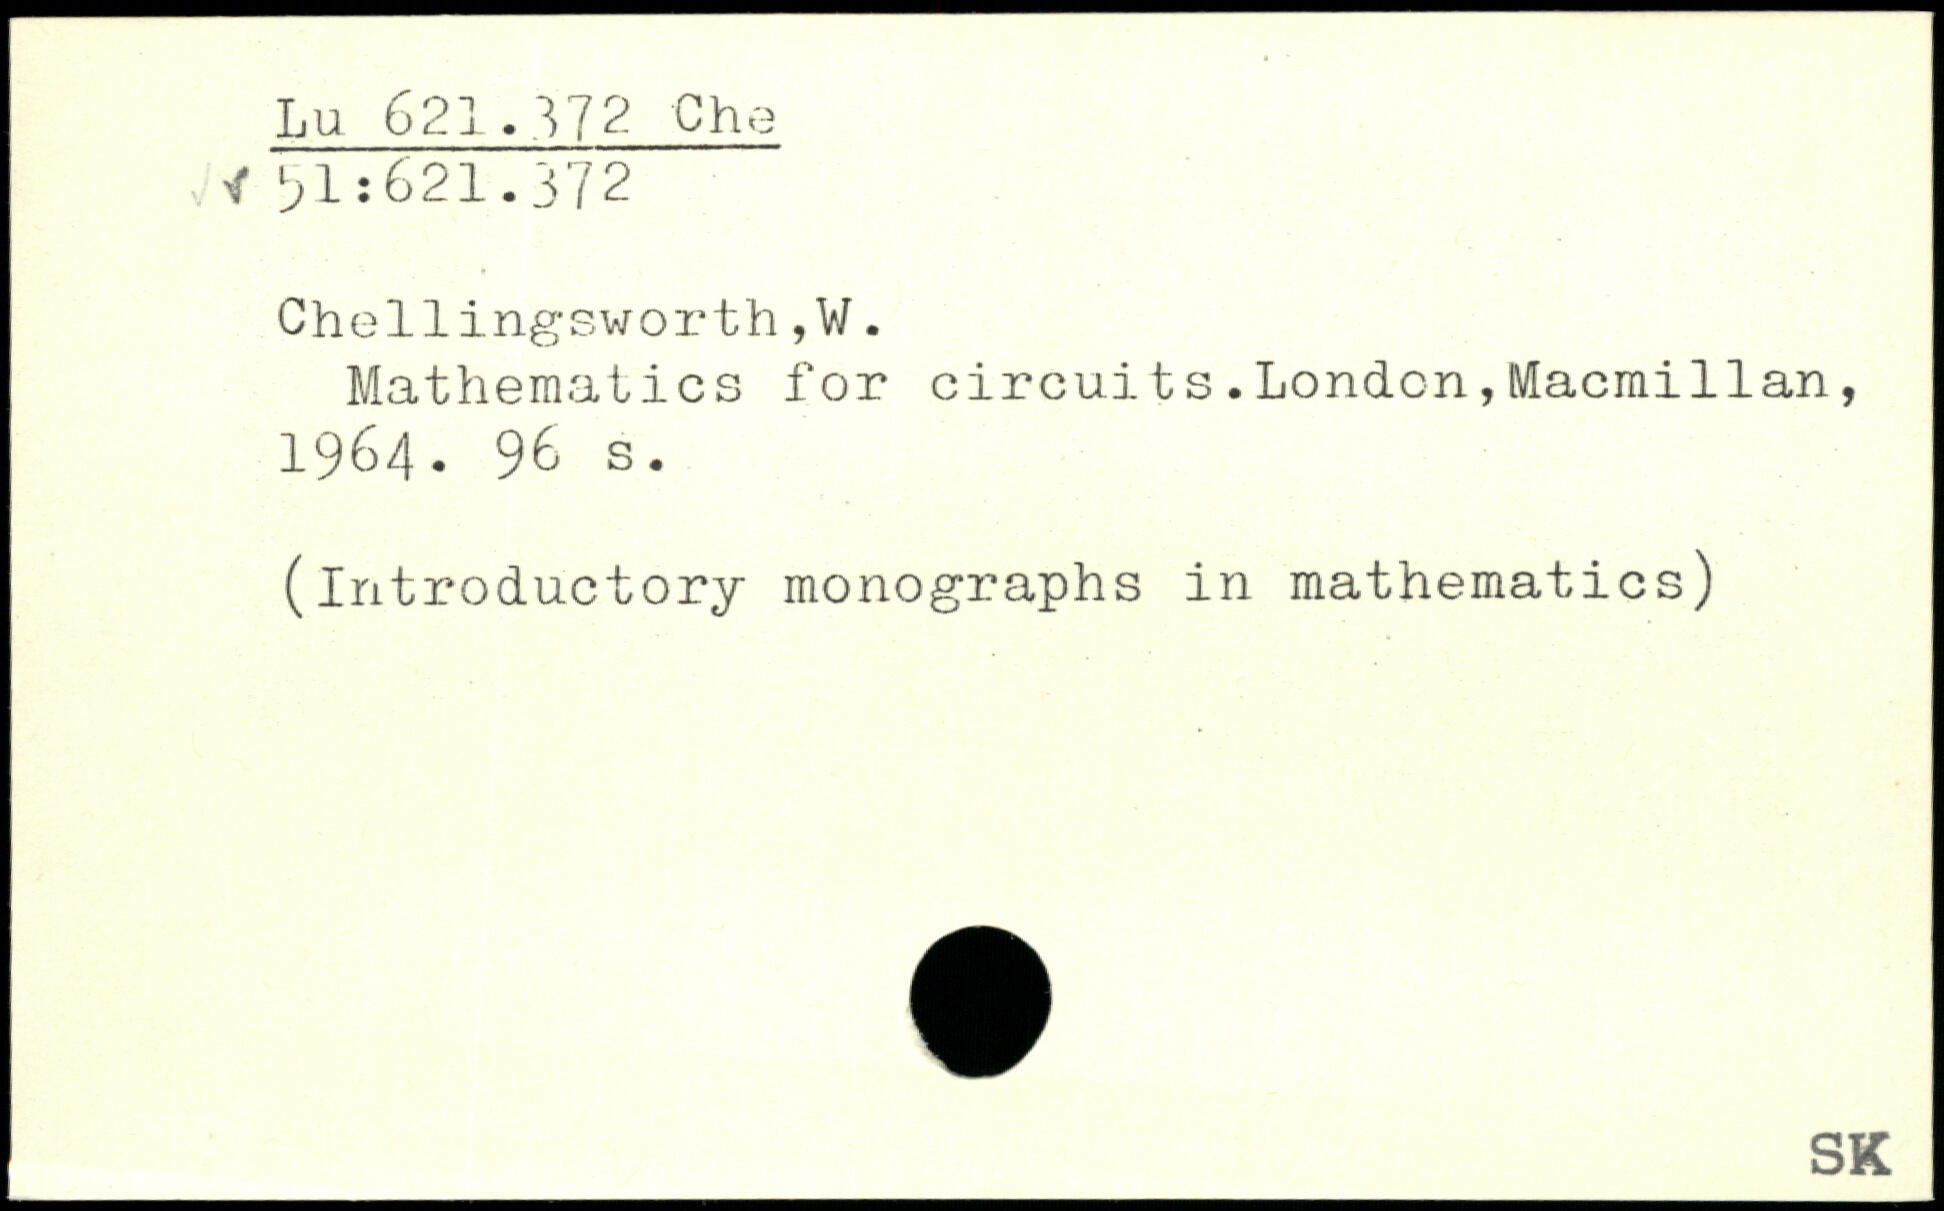 Lu 621.372 Che
51:621.372
Chellingsworth,W.
Mathematics for circuits.London,Macmillan,
1964. 96 s.
(Introductory monographs in mathematics)
SK